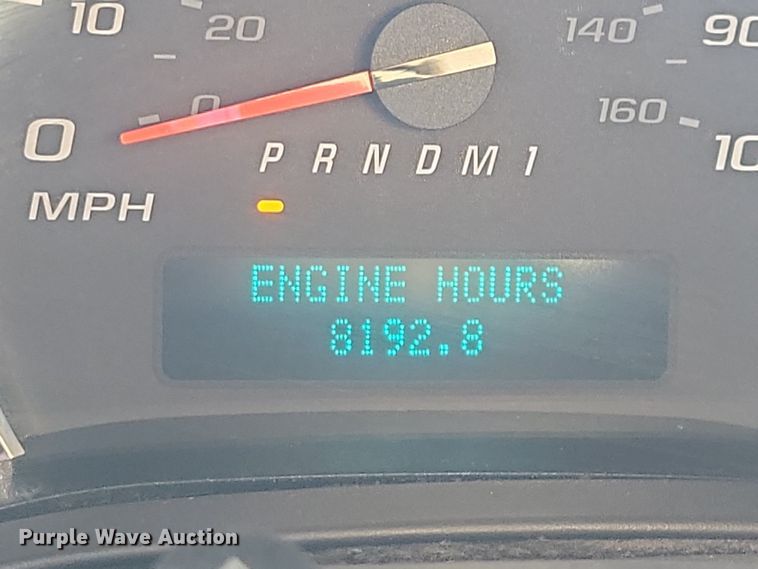 10 20 140 90
0 0 160 10
P R N D M 1
MPH
ENGINE HOURS
8192.8
Purple Wave Auction